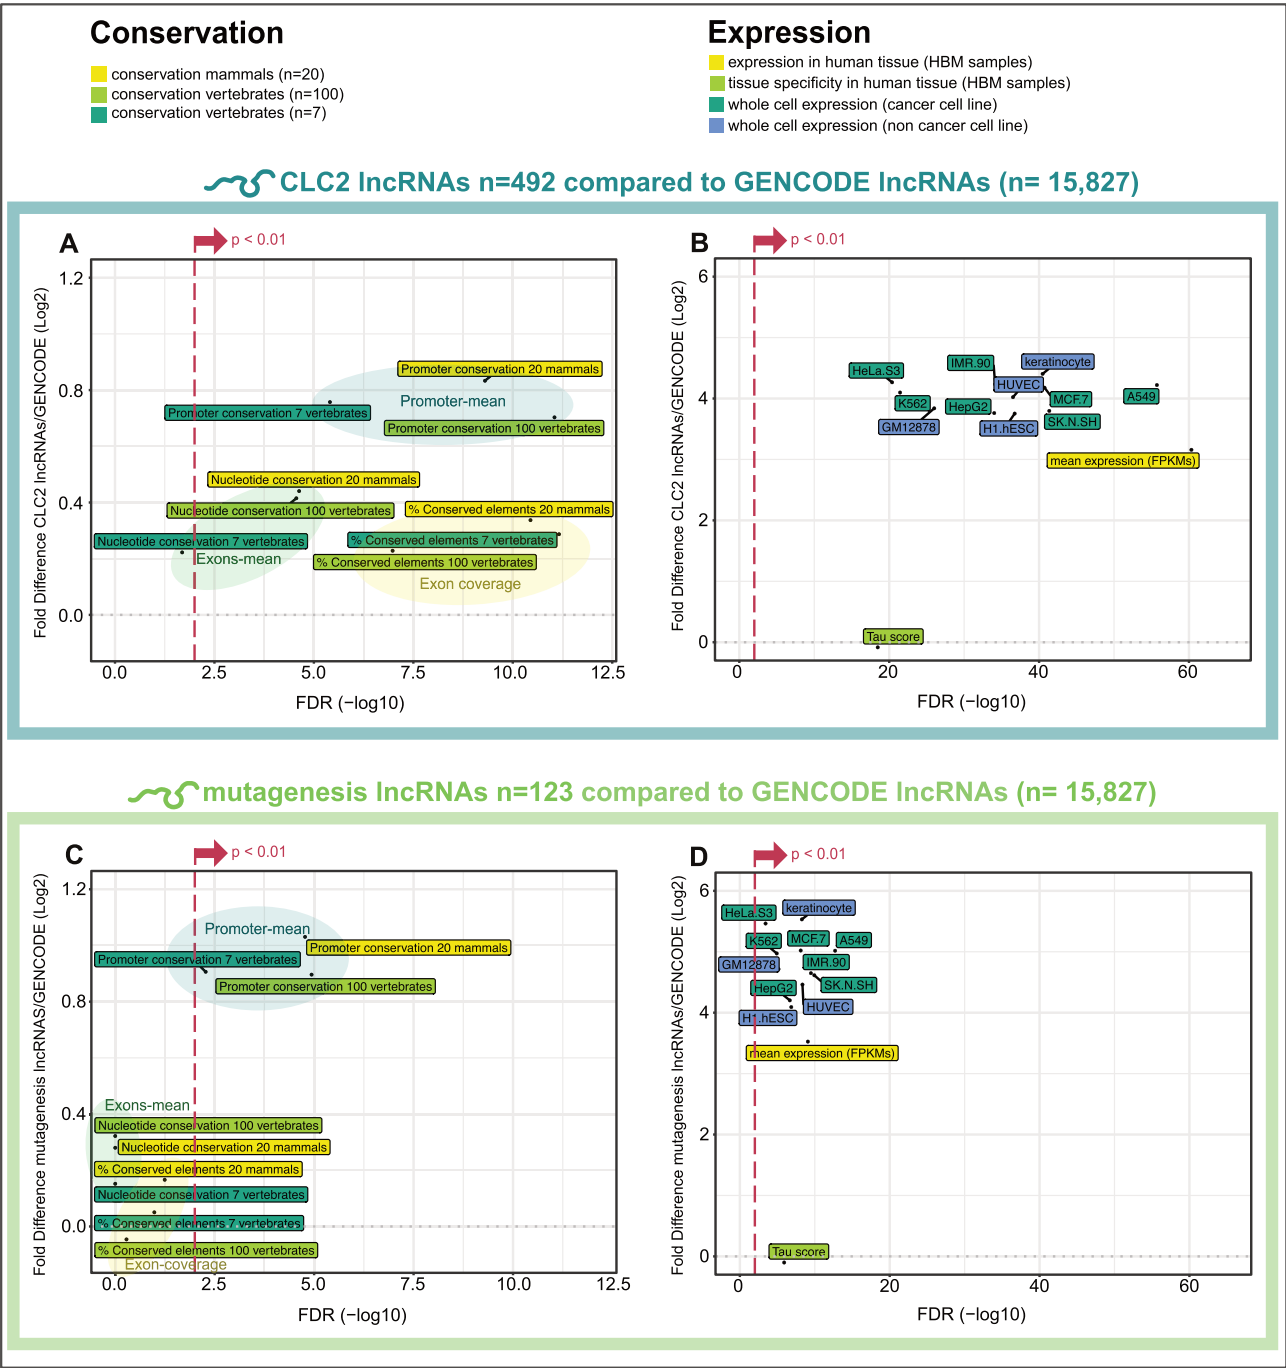 Conservation
conservation mammals (n=20)
conservation vertebrates (n=100)
conservation vertebrates (n=7)
Expression
expression in human tissue (HBM samples)
tissue specificity in human tissue (HBM samples)
whole cell expression (cancer cell line)
whole cell expression (non cancer cell line)
CLC2 lncRNAs n=492 compared to GENCODE lncRNAs (n= 15,827)
A
p < 0.01
Fold Difference CLC2 lncRNAs/GENCODE (Log2)
1.2
0.8
0.4
0.0
Promoter conservation 20 mammals
Promoter-mean
Promoter conservation 7 vertebrates
Promoter conservation 100 vertebrates
Nucleotide conservation 20 mammals
Nucleotide conservation 100 vertebrates
% Conserved elements 20 mammals
Nucleotide conservation 7 vertebrates
% Conserved elements 7 vertebrates
Exons-mean
% Conserved elements 100 vertebrates
Exon coverage
0.0 2.5 5.0 7.5 10.0 12.5
FDR (−log10)
B
p < 0.01
Fold Difference CLC2 lncRNAs/GENCODE (Log2)
6
4
2
0
HeLa.S3
IMR.90
keratinocyte
HUVEC
K562
HepG2
MCF.7
A549
GM12878
H1.hESC
SK.N.SH
mean expression (FPKMs)
Tau score
0 20 40 60
FDR (−log10)
mutagenesis lncRNAs n=123 compared to GENCODE lncRNAs (n= 15,827)
C
p < 0.01
Fold Difference mutagenesis lncRNAS/GENCODE (Log2)
1.2
0.8
0.4
0.0
Promoter-mean
Promoter conservation 20 mammals
Promoter conservation 7 vertebrates
Promoter conservation 100 vertebrates
Exons-mean
Nucleotide conservation 100 vertebrates
Nucleotide conservation 20 mammals
% Conserved elements 20 mammals
Nucleotide conservation 7 vertebrates
% Conserved elements 7 vertebrates
% Conserved elements 100 vertebrates
Exon-coverage
0.0 2.5 5.0 7.5 10.0 12.5
FDR (−log10)
D
p < 0.01
Fold Difference mutagenesis lncRNAs/GENCODE (Log2)
6
4
2
0
HeLa.S3
keratinocyte
K562
MCF.7
A549
GM12878
IMR.90
HepG2
SK.N.SH
HUVEC
H1.hESC
mean expression (FPKMs)
Tau score
0 20 40 60
FDR (−log10)